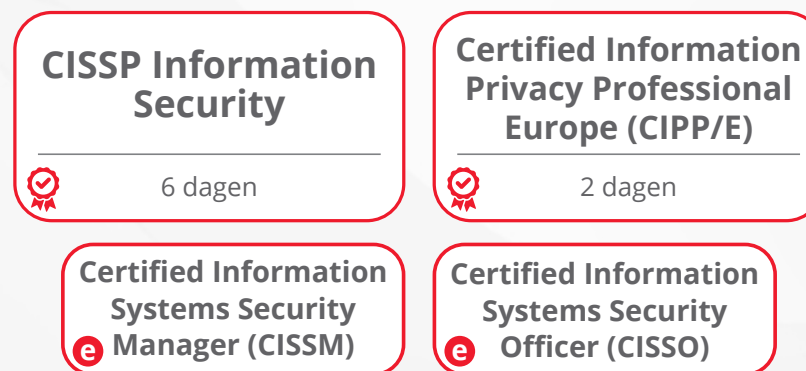 CISSP Information
Security
6 dagen
Certified Information
Privacy Professional
Europe (CIPP/E)
2 dagen
Certified Information
Systems Security
Manager (CISSM)
e
Certified Information
Systems Security
Officer (CISSO)
e